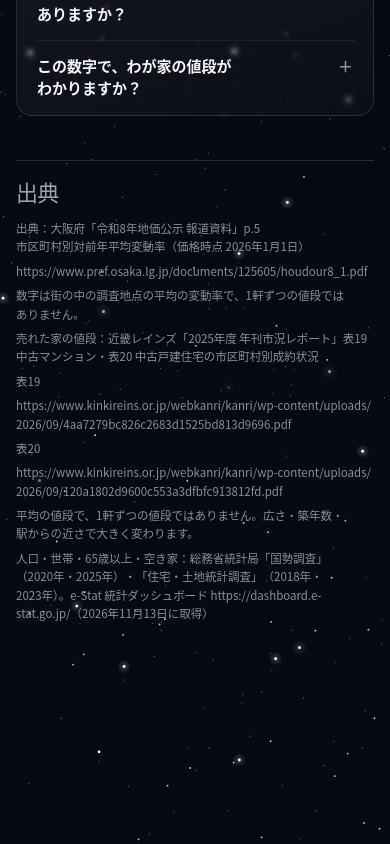 ありますか？
この数字で、わが家の値段が
わかりますか？
+
出典
出典：大阪府「令和8年地価公示 報道資料」p.5
市区町村別対前年平均変動率（価格時点 2026年1月1日）
https://www.pref.osaka.lg.jp/documents/125605/houdour8_1.pdf
数字は街の中の調査地点の平均の変動率で、1軒ずつの値段では
ありません。
売れた家の値段：近畿レインズ「2025年度 年刊市況レポート」表19
中古マンション・表20 中古戸建住宅の市区町村別成約状況
表19
https://www.kinkireins.or.jp/webkanri/kanri/wp-content/uploads/
2026/09/4aa7279bc826c2683d1525bd813d9696.pdf
表20
https://www.kinkireins.or.jp/webkanri/kanri/wp-content/uploads/
2026/09/120a1802d9600c553a3dfbfc913812fd.pdf
平均の値段で、1軒ずつの値段ではありません。広さ・築年数・
駅からの近さで大きく変わります。
人口・世帯・65歳以上・空き家：総務省統計局「国勢調査」
（2020年・2025年）・「住宅・土地統計調査」（2018年・
2023年）。e-Stat 統計ダッシュボード https://dashboard.e-
stat.go.jp/（2026年11月13日に取得）